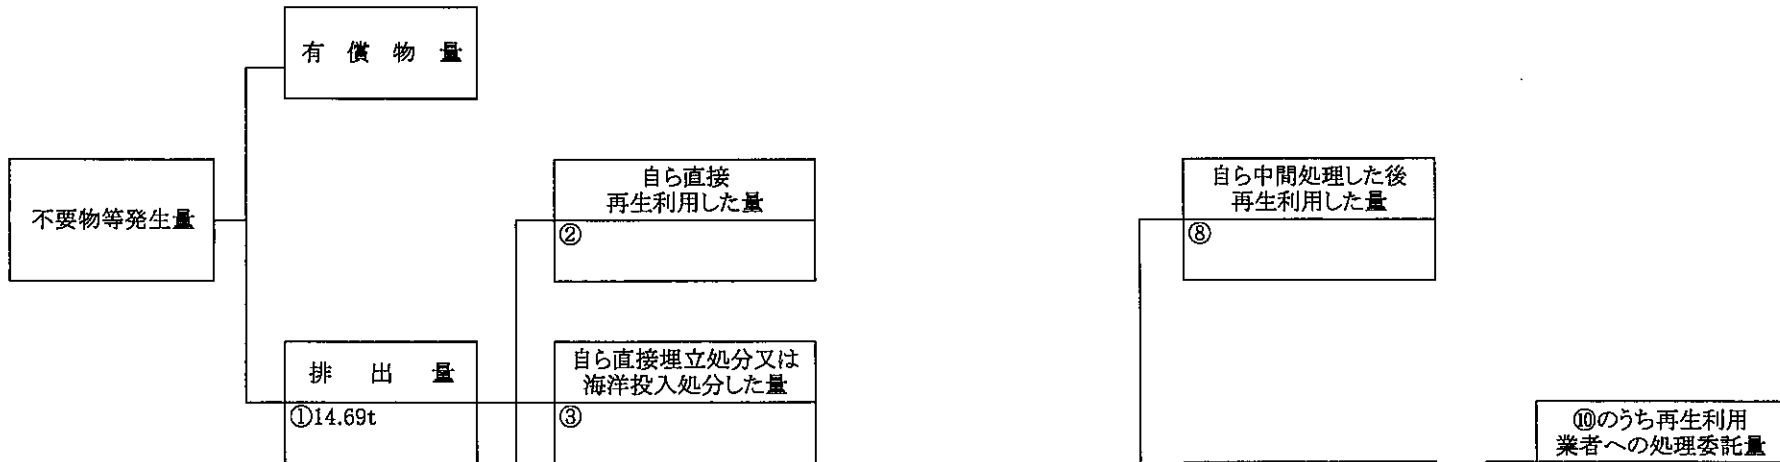 有償物量
不要物等発生量
自ら直接
再生利用した量
②
自ら中間処理した後
再生利用した量
⑧
排出量
①14.69t
自ら直接埋立処分又は
海洋投入処分した量
③
⑩のうち再生利用
業者への処理委託量